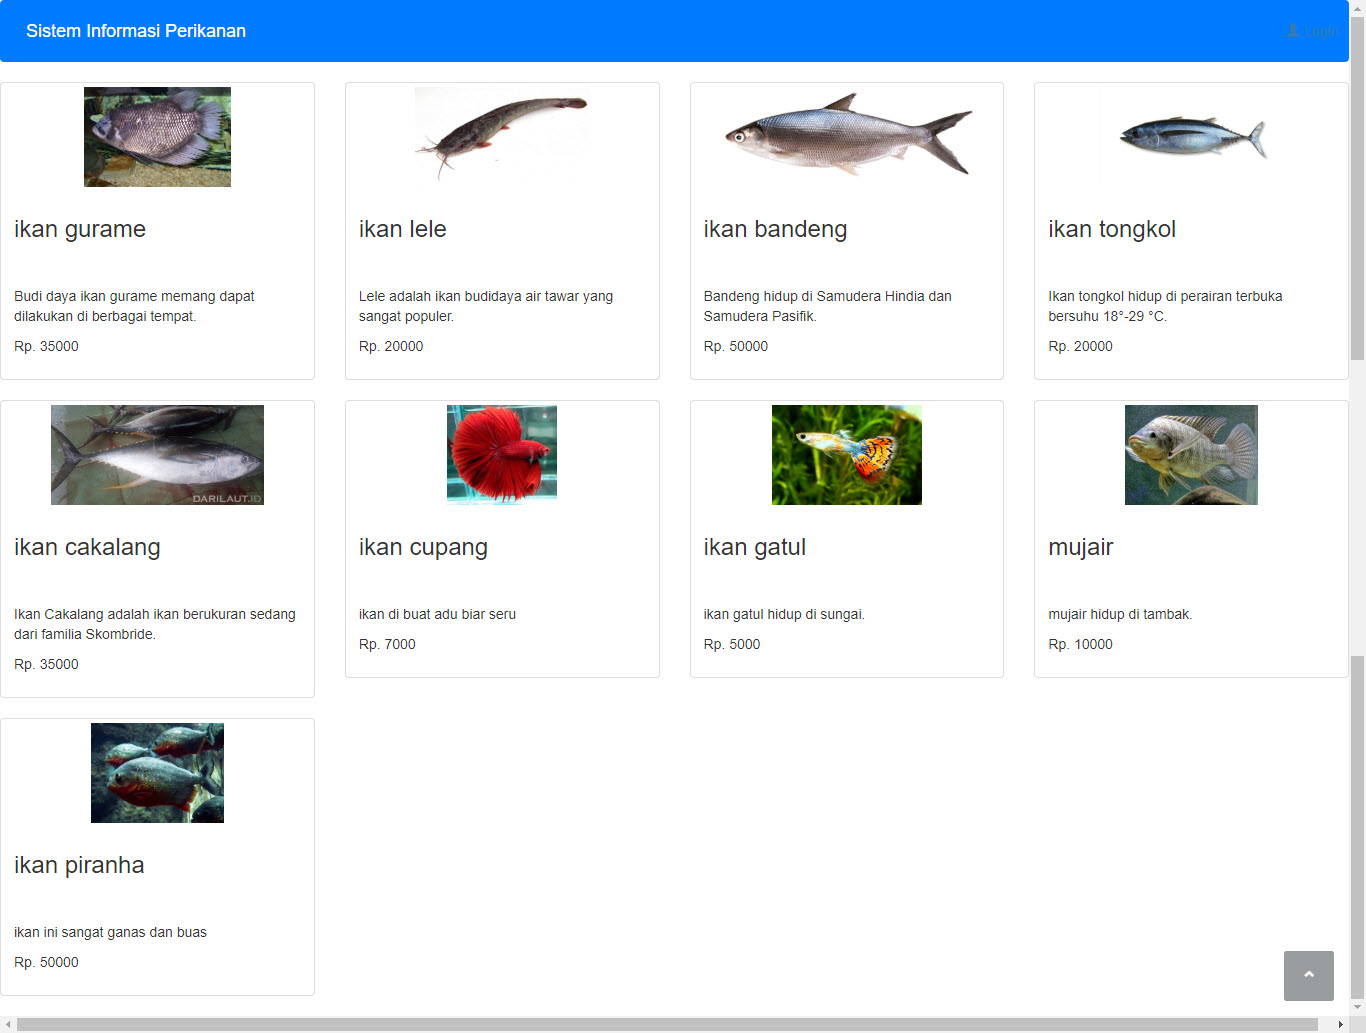 Sistem Informasi Perikanan
Login
ikan gurame
Budi daya ikan gurame memang dapat
dilakukan di berbagai tempat.
Rp. 35000
ikan lele
Lele adalah ikan budidaya air tawar yang
sangat populer.
Rp. 20000
ikan bandeng
Bandeng hidup di Samudera Hindia dan
Samudera Pasifik.
Rp. 50000
ikan tongkol
Ikan tongkol hidup di perairan terbuka
bersuhu 18°-29 °C.
Rp. 20000
DARILAUT.ID
ikan cakalang
Ikan Cakalang adalah ikan berukuran sedang
dari familia Skombride.
Rp. 35000
ikan cupang
ikan di buat adu biar seru
Rp. 7000
ikan gatul
ikan gatul hidup di sungai.
Rp. 5000
mujair
mujair hidup di tambak.
Rp. 10000
ikan piranha
ikan ini sangat ganas dan buas
Rp. 50000